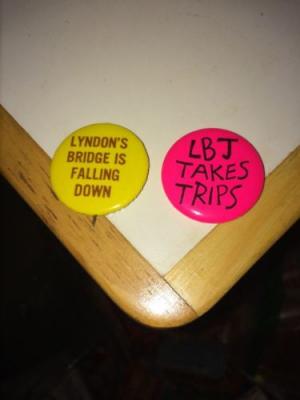 LYNDON'S
BRIDGE IS
FALLING
DOWN
LBJ
TAKES
TRIPS